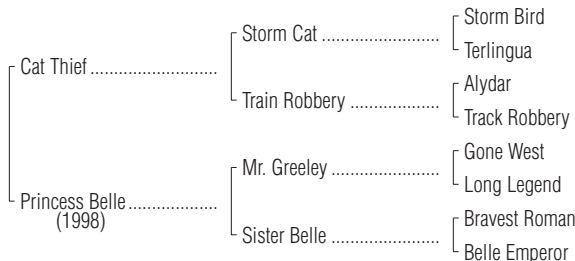 Storm Bird
Storm Cat ........................
Terlingua
Cat Thief ..........................
Alydar
Train Robbery ..................
Track Robbery
Gone West
Mr. Greeley ......................
Long Legend
Princess Belle ..................
(1998)
Bravest Roman
Sister Belle ......................
Belle Emperor